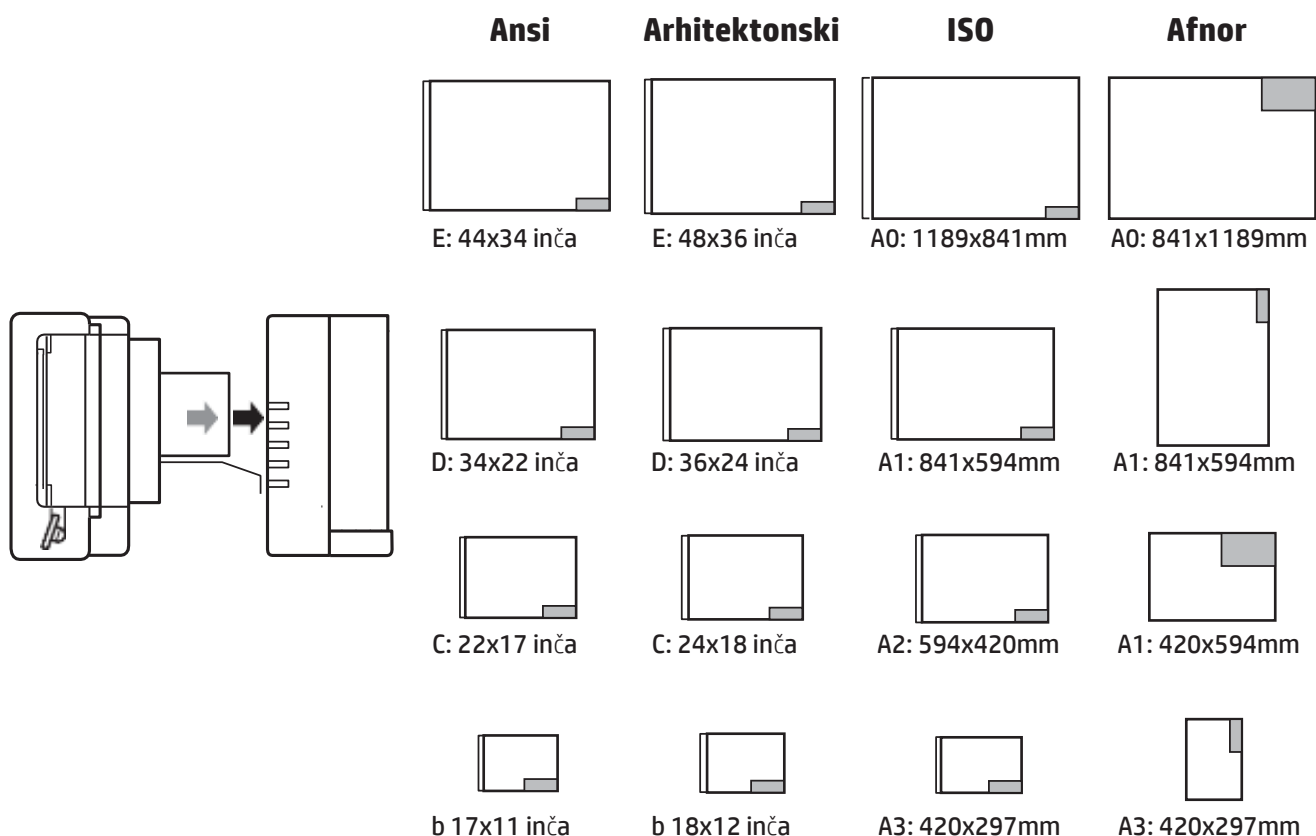 Ansi Arhitektonski ISO Afnor
E: 44x34 inča E: 48x36 inča A0: 1189x841mm A0: 841x1189mm
D: 34x22 inča D: 36x24 inča A1: 841x594mm A1: 841x594mm
C: 22x17 inča C: 24x18 inča A2: 594x420mm A1: 420x594mm
b 17x11 inča b 18x12 inča A3: 420x297mm A3: 420x297mm